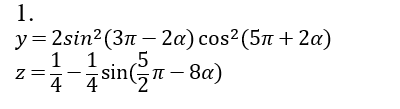 1.
y = 2sin²(3π − 2α) cos²(5π + 2α)
z = 1/4 − 1/4 sin(5/2 π − 8α)